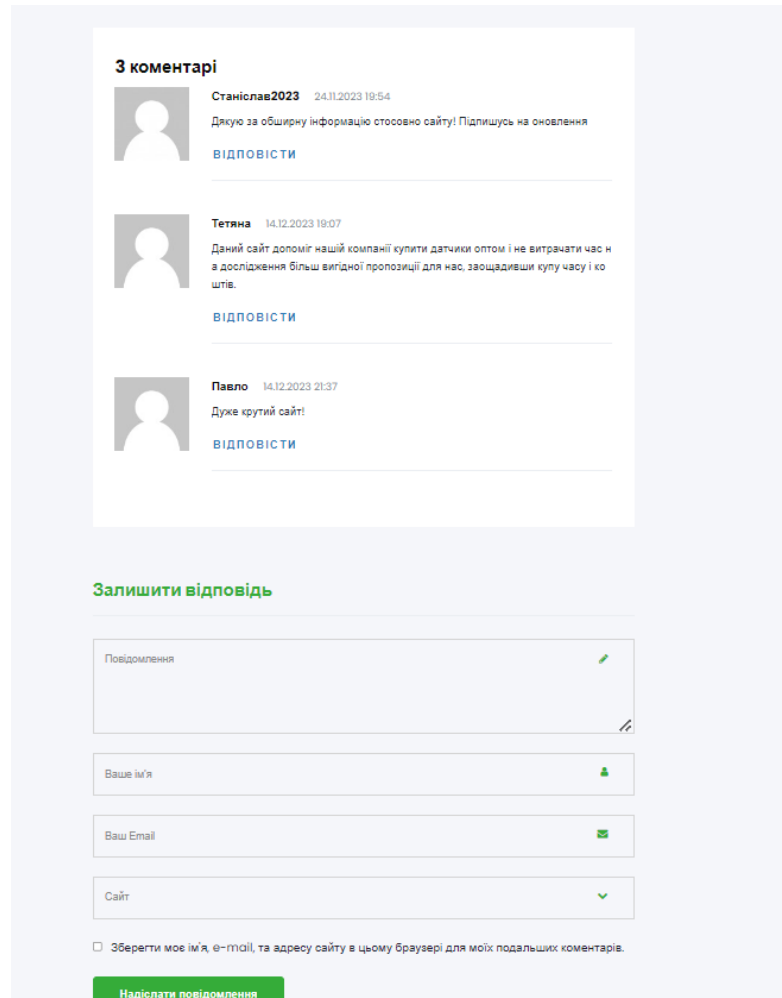 3 коментарі
Станіслав2023 24.11.2023 19:54
Дякую за обширну інформацію стосовно сайту! Підпишусь на оновлення
ВІДПОВІСТИ
Тетяна 14.12.2023 19:07
Даний сайт допоміг нашій компанії купити датчики оптом і не витрачати час н
а дослідження більш вигідної пропозиції для нас, заощадивши купу часу і ко
штів.
ВІДПОВІСТИ
Павло 14.12.2023 21:37
Дуже крутий сайт!
ВІДПОВІСТИ
Залишити відповідь
Повідомлення
Ваше ім'я
Ваш Email
Сайт
Зберегти моє ім'я, e-mail, та адресу сайту в цьому браузері для моїх подальших коментарів.
Надіслати повідомлення